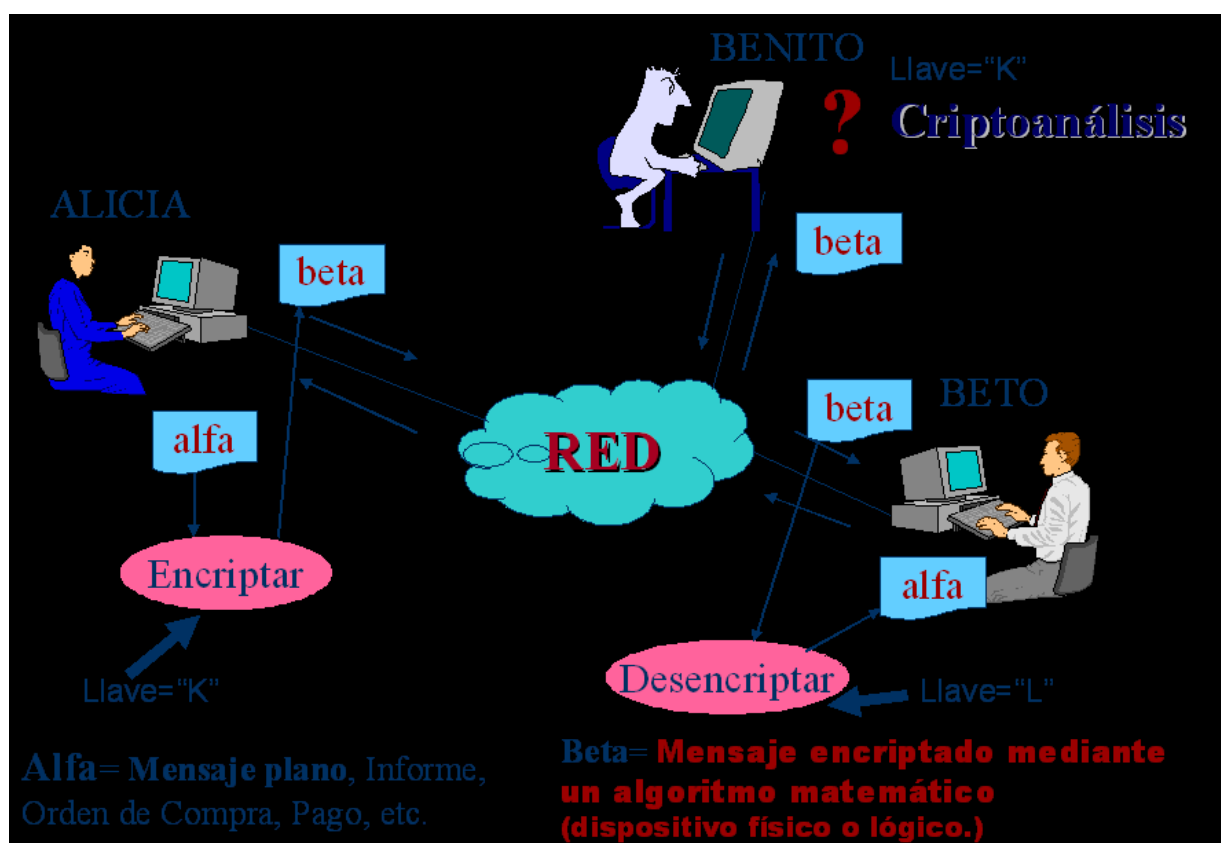 BENITO
Llave="K"
?
Criptoanálisis
ALICIA
beta
beta
beta
BETO
alfa
RED
Encriptar
alfa
Desencriptar
Llave="K"
Llave="L"
Alfa= Mensaje plano, Informe,
Orden de Compra, Pago, etc.
Beta= Mensaje encriptado mediante
un algoritmo matemático
(dispositivo físico o lógico.)